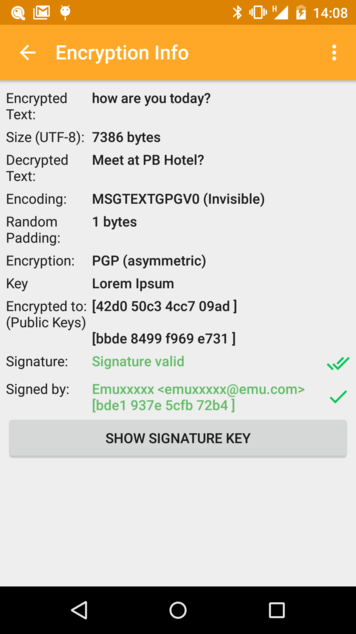 14:08
Encryption Info
Encrypted Text: how are you today?
Size (UTF-8): 7386 bytes
Decrypted Text: Meet at PB Hotel?
Encoding: MSGTEXTGPGV0 (Invisible)
Random Padding: 1 bytes
Encryption: PGP (asymmetric)
Key Lorem Ipsum
Encrypted to: (Public Keys) [42d0 50c3 4cc7 09ad ]
[bbde 8499 f969 e731 ]
Signature: Signature valid
Signed by: Emuxxxxx <emuxxxxx@emu.com>
[bde1 937e 5cfb 72b4 ]
SHOW SIGNATURE KEY